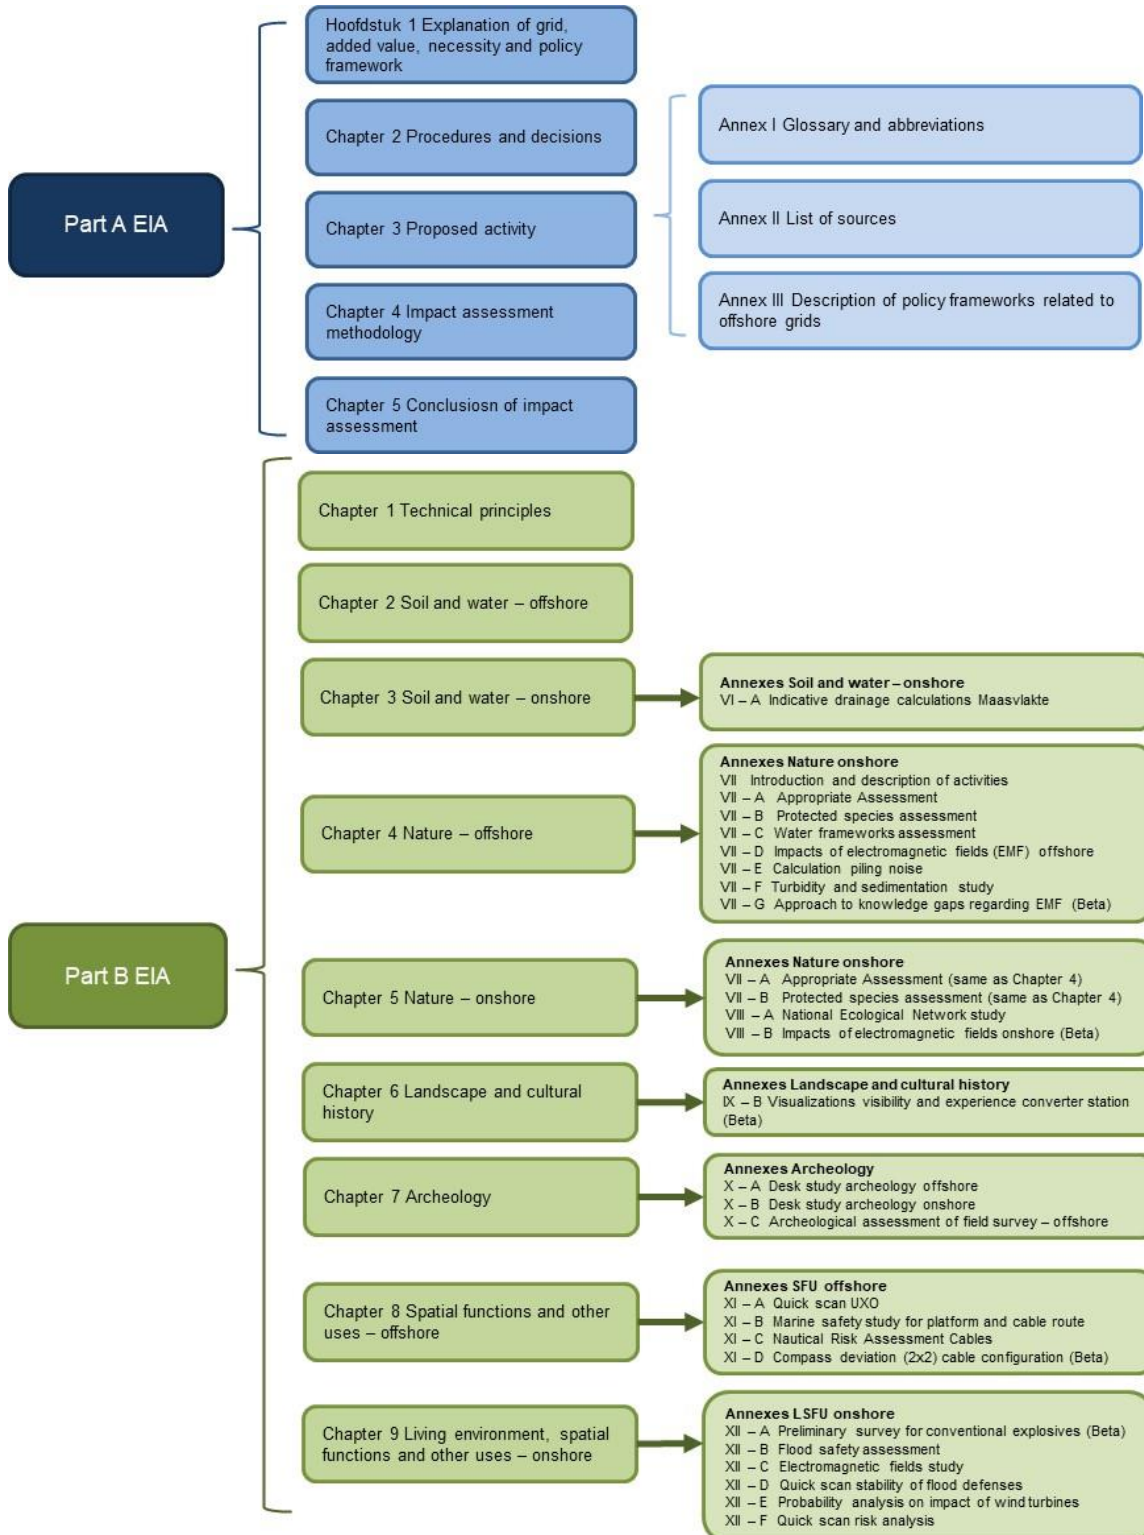 Part A EIA
Hoofdstuk 1 Explanation of grid,
added value, necessity and policy
framework
Chapter 2 Procedures and decisions
Chapter 3 Proposed activity
Chapter 4 Impact assessment
methodology
Chapter 5 Conclusiosn of impact
assessment
Annex I Glossary and abbreviations
Annex II List of sources
Annex III Description of policy frameworks related to
offshore grids
Part B EIA
Chapter 1 Technical principles
Chapter 2 Soil and water – offshore
Chapter 3 Soil and water – onshore
Annexes Soil and water – onshore
VI – A Indicative drainage calculations Maasvlakte
Chapter 4 Nature – offshore
Annexes Nature onshore
VII Introduction and description of activities
VII – A Appropriate Assessment
VII – B Protected species assessment
VII – C Water frameworks assessment
VII – D Impacts of electromagnetic fields (EMF) offshore
VII – E Calculation piling noise
VII – F Turbidity and sedimentation study
VII – G Approach to knowledge gaps regarding EMF (Beta)
Chapter 5 Nature – onshore
Annexes Nature onshore
VII – A Appropriate Assessment (same as Chapter 4)
VII – B Protected species assessment (same as Chapter 4)
VIII – A National Ecological Network study
VIII – B Impacts of electromagnetic fields onshore (Beta)
Chapter 6 Landscape and cultural
history
Annexes Landscape and cultural history
IX – B Visualizations visibility and experience converter station
(Beta)
Chapter 7 Archeology
Annexes Archeology
X – A Desk study archeology offshore
X – B Desk study archeology onshore
X – C Archeological assessment of field survey – offshore
Chapter 8 Spatial functions and other
uses – offshore
Annexes SFU offshore
XI – A Quick scan UXO
XI – B Marine safety study for platform and cable route
XI – C Nautical Risk Assessment Cables
XI – D Compass deviation (2x2) cable configuration (Beta)
Chapter 9 Living environment, spatial
functions and other uses – onshore
Annexes LSFU onshore
XII – A Preliminary survey for conventional explosives (Beta)
XII – B Flood safety assessment
XII – C Electromagnetic fields study
XII – D Quick scan stability of flood defenses
XII – E Probability analysis on impact of wind turbines
XII – F Quick scan risk analysis